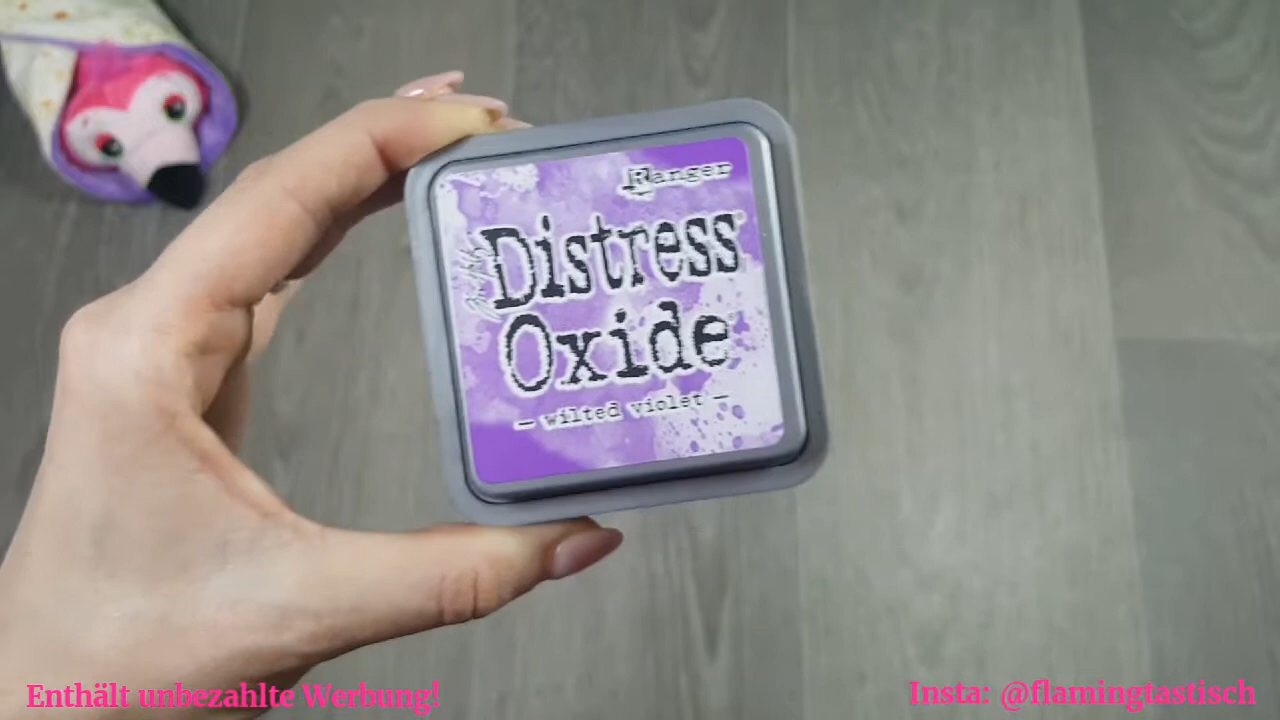 Ranger
Distress
Oxide
— wilted violet —
Enthält unbezahlte Werbung!
Insta: @flamingtastisch